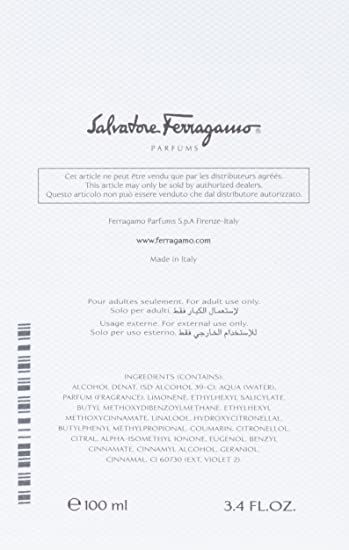 Salvatore Ferragamo®
PARFUMS
Cet article ne peut être vendu que par les distributeurs agréés.
This article may only be sold by authorized dealers.
Questo articolo non può essere venduto che dal distributore autorizzato.
Ferragamo Parfums S.p.A Firenze-Italy
www.ferragamo.com
Made in Italy
Pour adultes seulement. For adult use only.
Solo per adulti. لإستعمال الكبار فقط
Usage externe. For external use only.
Solo per uso esterno. للإستخدام الخارجي فقط
INGREDIENTS (CONTAINS):
ALCOHOL DENAT. (SD ALCOHOL 39-C), AQUA (WATER),
PARFUM (FRAGRANCE), LIMONENE, ETHYLHEXYL SALICYLATE,
BUTYL METHOXYDIBENZOYLMETHANE, ETHYLHEXYL
METHOXYCINNAMATE, LINALOOL, HYDROXYCITRONELLAL,
BUTYLPHENYL METHYLPROPIONAL, COUMARIN, CITRONELLOL,
CITRAL, ALPHA-ISOMETHYL IONONE, EUGENOL, BENZYL
CINNAMATE, CINNAMYL ALCOHOL, GERANIOL,
CINNAMAL, CI 60730 (EXT. VIOLET 2).
℮ 100 ml 3.4 FL.OZ.